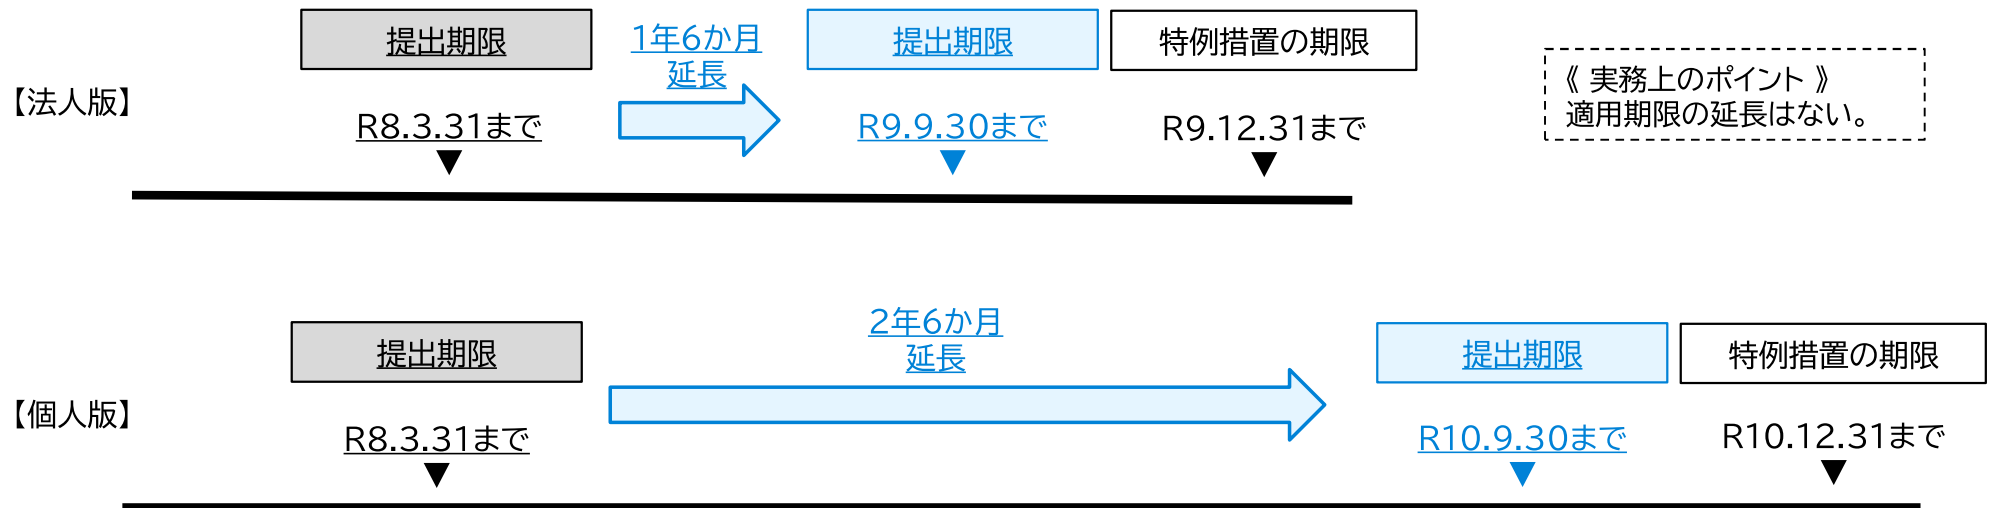 提出期限
1年6か月
延長
提出期限
特例措置の期限
【法人版】
R8.3.31まで
R9.9.30まで
R9.12.31まで
《 実務上のポイント 》
適用期限の延長はない。
提出期限
2年6か月
延長
提出期限
特例措置の期限
【個人版】
R8.3.31まで
R10.9.30まで
R10.12.31まで